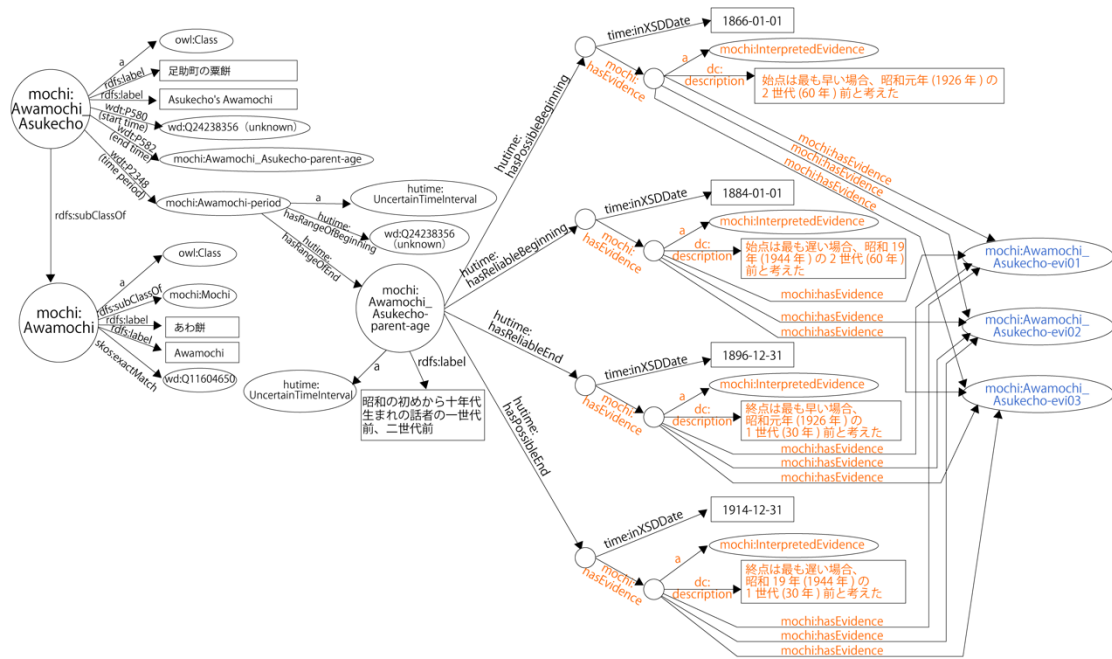 mochi:
Awamochi_
Asukecho
a
owl:Class
rdfs:label
足助町の粟餅
rdfs:label
Asukecho's Awamochi
wdt:P580
(start time)
wd:Q24238356（unknown）
wdt:P582
(end time)
mochi:Awamochi_Asukecho-parent-age
wdt:P2348
(time period)
mochi:Awamochi-period
a
hutime:
UncertainTimeInterval
hutime:
hasRangeOfBeginning
wd:Q24238356
(unknown)
hutime:
hasRangeOfEnd
rdfs:subClassOf
mochi:
Awamochi
a
owl:Class
rdfs:subClassOf
mochi:Mochi
rdfs:label
あわ餅
rdfs:label
Awamochi
skos:exactMatch
wd:Q11604650
mochi:
Awamochi_
Asukecho-
parent-age
a
hutime:
UncertainTimeInterval
rdfs:label
昭和の初めから十年代
生まれの話者の一世代
前、二世代前
hutime:
hasPossibleBeginning
time:inXSDDate
1866-01-01
mochi:
hasEvidence
a
mochi:InterpretedEvidence
dc:
description
始点は最も早い場合、昭和元年 (1926 年 ) の
2 世代 (60 年 ) 前と考えた
mochi:hasEvidence
mochi:hasEvidence
mochi:hasEvidence
hutime:
hasReliableBeginning
time:inXSDDate
1884-01-01
mochi:
hasEvidence
a
mochi:InterpretedEvidence
dc:
description
始点は最も遅い場合、昭和 19
年 (1944 年 ) の 2 世代 (60 年 )
前と考えた
mochi:hasEvidence
mochi:hasEvidence
mochi:hasEvidence
hutime:
hasReliableEnd
time:inXSDDate
1896-12-31
mochi:
hasEvidence
a
mochi:InterpretedEvidence
dc:
description
終点は最も早い場合、
昭和元年 (1926 年 ) の
1 世代 (30 年 ) 前と考えた
mochi:hasEvidence
mochi:hasEvidence
mochi:hasEvidence
hutime:
hasPossibleEnd
time:inXSDDate
1914-12-31
mochi:
hasEvidence
a
mochi:InterpretedEvidence
dc:
description
終点は最も遅い場合、
昭和 19 年 (1944 年 ) の
1 世代 (30 年 ) 前と考えた
mochi:hasEvidence
mochi:hasEvidence
mochi:hasEvidence
mochi:Awamochi_
Asukecho-evi01
mochi:Awamochi_
Asukecho-evi02
mochi:Awamochi_
Asukecho-evi03